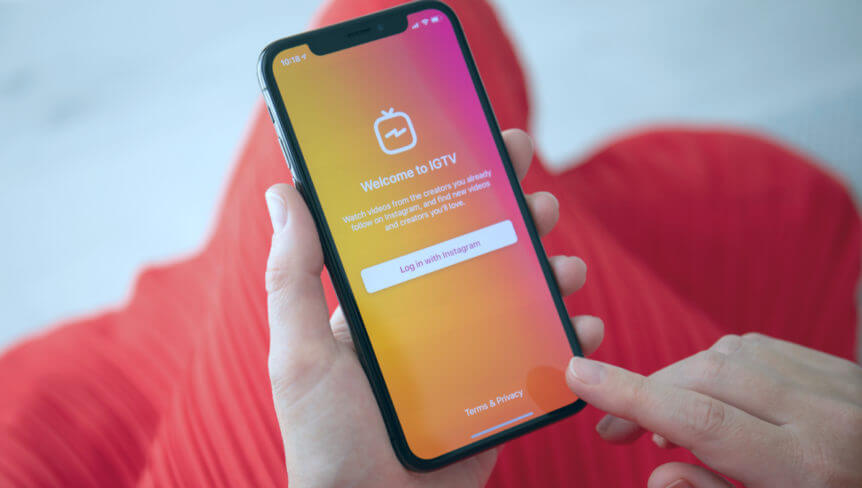 10:18
Welcome to IGTV
Watch videos from the creators you already
follow on Instagram, and find new videos
and creators you'll love.
Log in with Instagram
Terms & Privacy